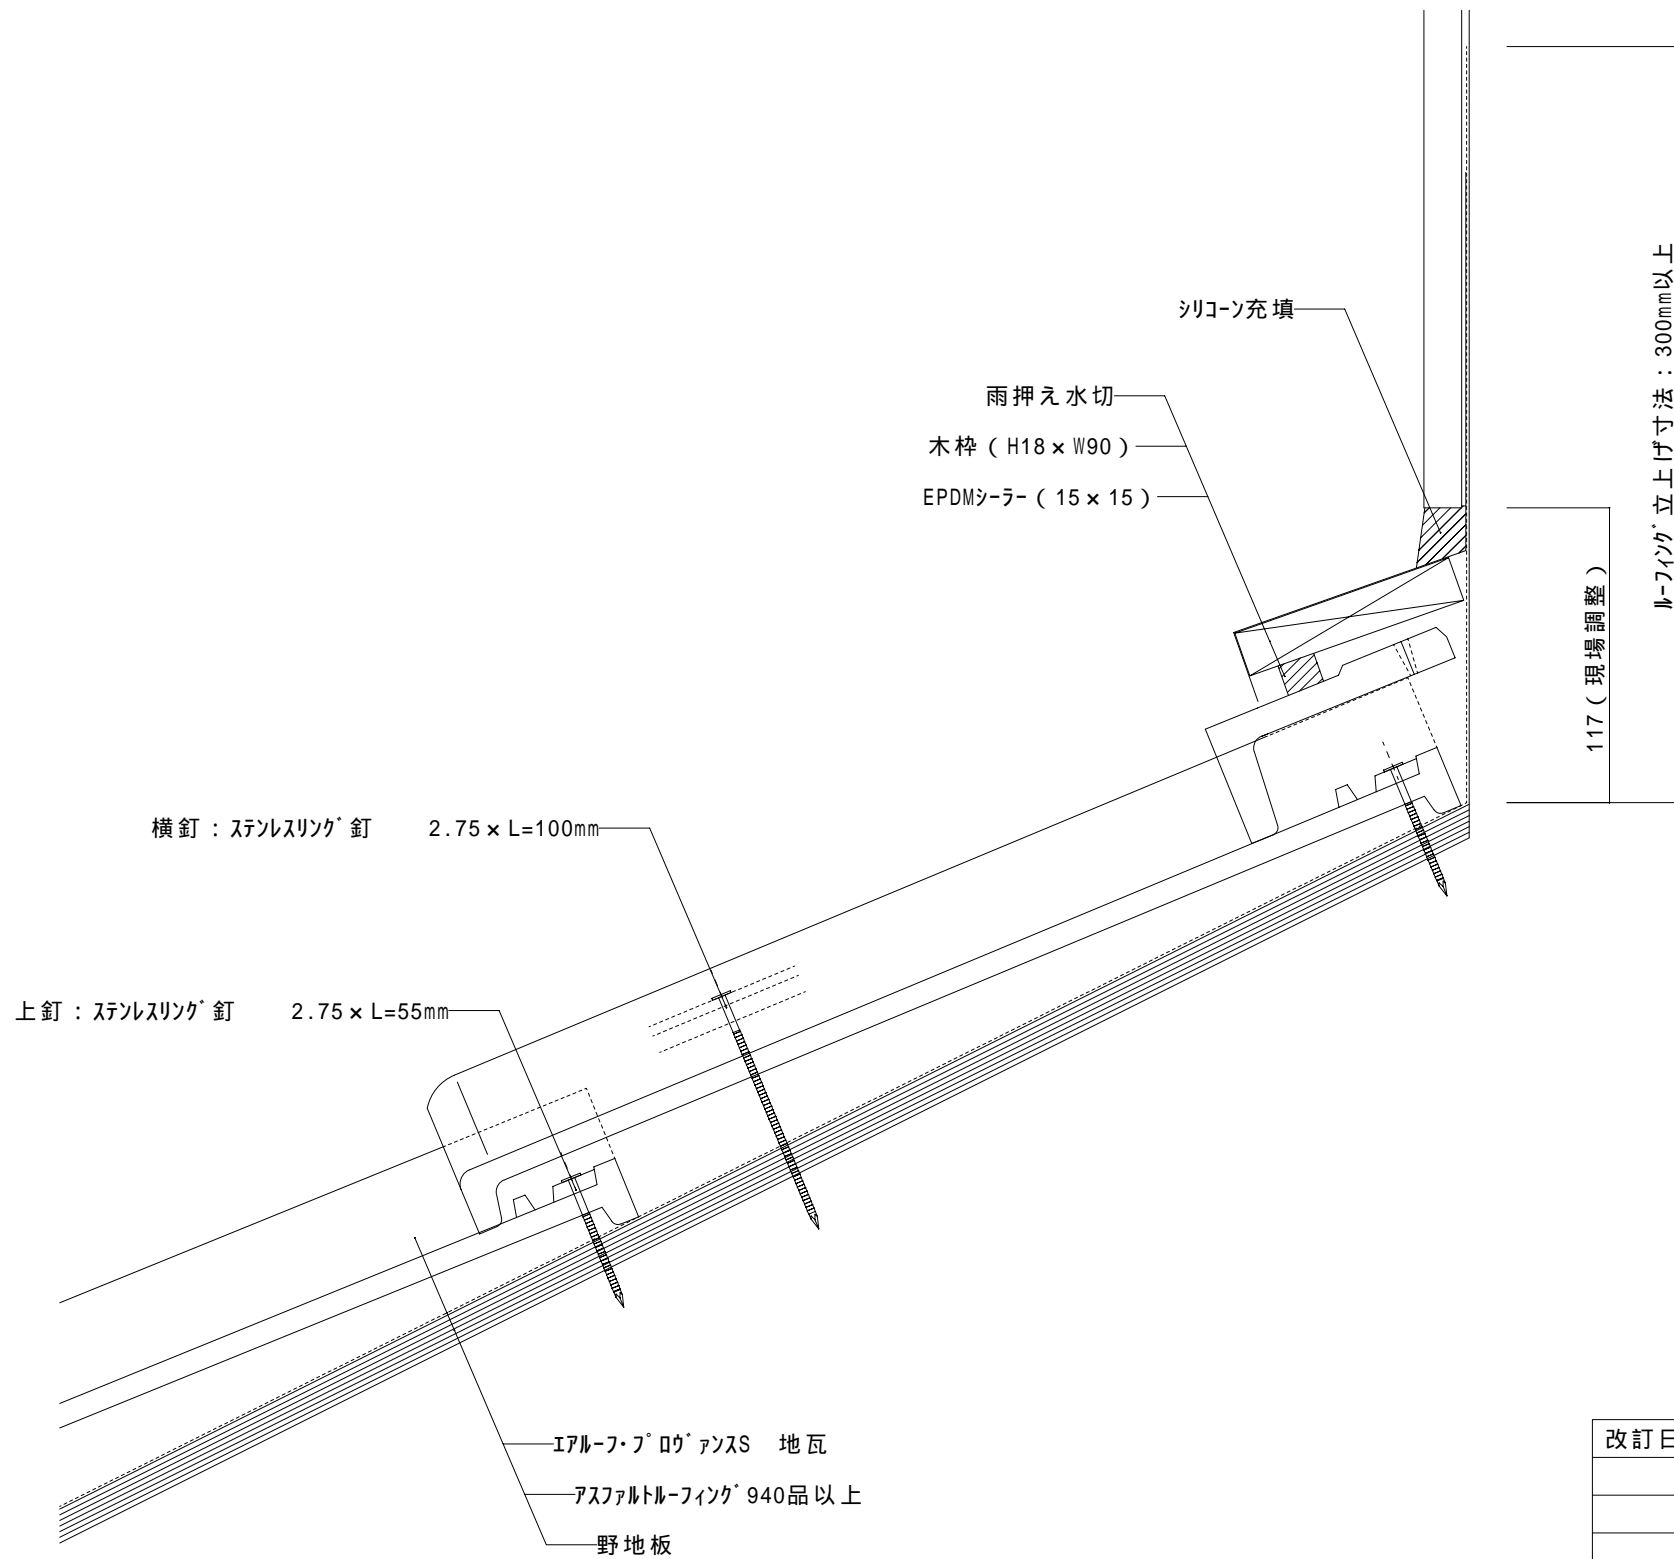 シリコーン充填
雨押え水切
木枠（H18×W90）
EPDMシーラー（15×15）
ルーフィング立上げ寸法：300mm以上
117（現場調整）
横釘：ステンレスリング釘　2.75×L=100mm
上釘：ステンレスリング釘　2.75×L=55mm
エアルーフ・プロヴァンスS　地瓦
アスファルトルーフィング940品以上
野地板
改訂日